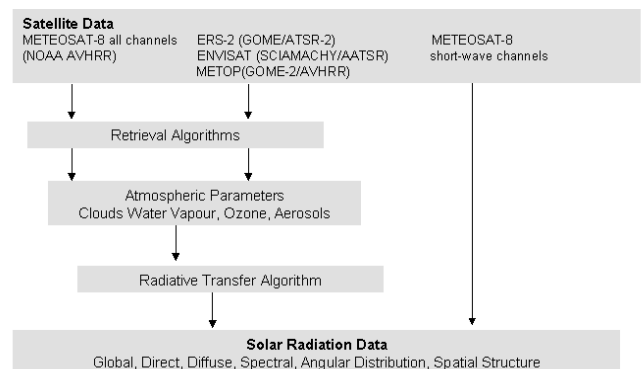 Satellite Data
METEOSAT-8 all channels
(NOAA AVHRR)
ERS-2 (GOME/ATSR-2)
ENVISAT (SCIAMACHY/AATSR)
METOP(GOME-2/AVHRR)
METEOSAT-8
short-wave channels
Retrieval Algorithms
Atmospheric Parameters
Clouds Water Vapour, Ozone, Aerosols
Radiative Transfer Algorithm
Solar Radiation Data
Global, Direct, Diffuse, Spectral, Angular Distribution, Spatial Structure